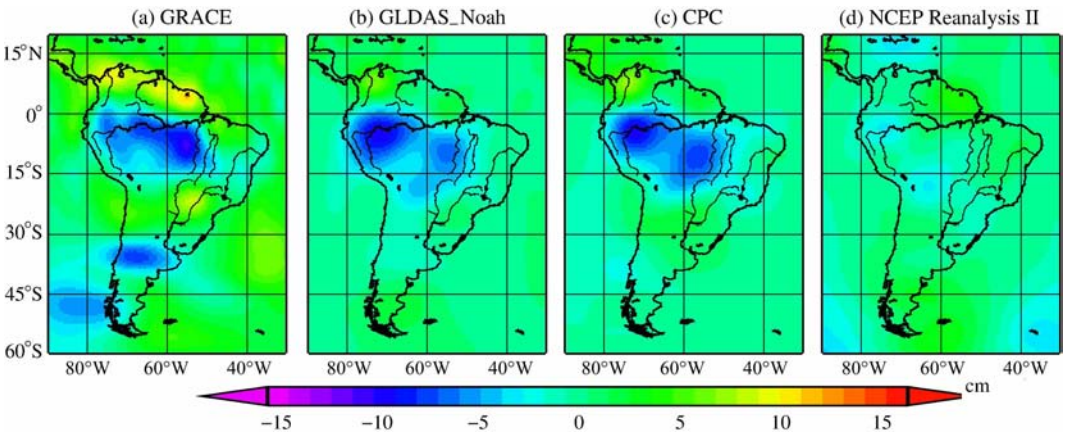 (a) GRACE (b) GLDAS_Noah (c) CPC (d) NCEP Reanalysis II
15°N
0°
15°S
30°S
45°S
60°S
80°W 60°W 40°W 80°W 60°W 40°W 80°W 60°W 40°W 80°W 60°W 40°W
cm
−15 −10 −5 0 5 10 15